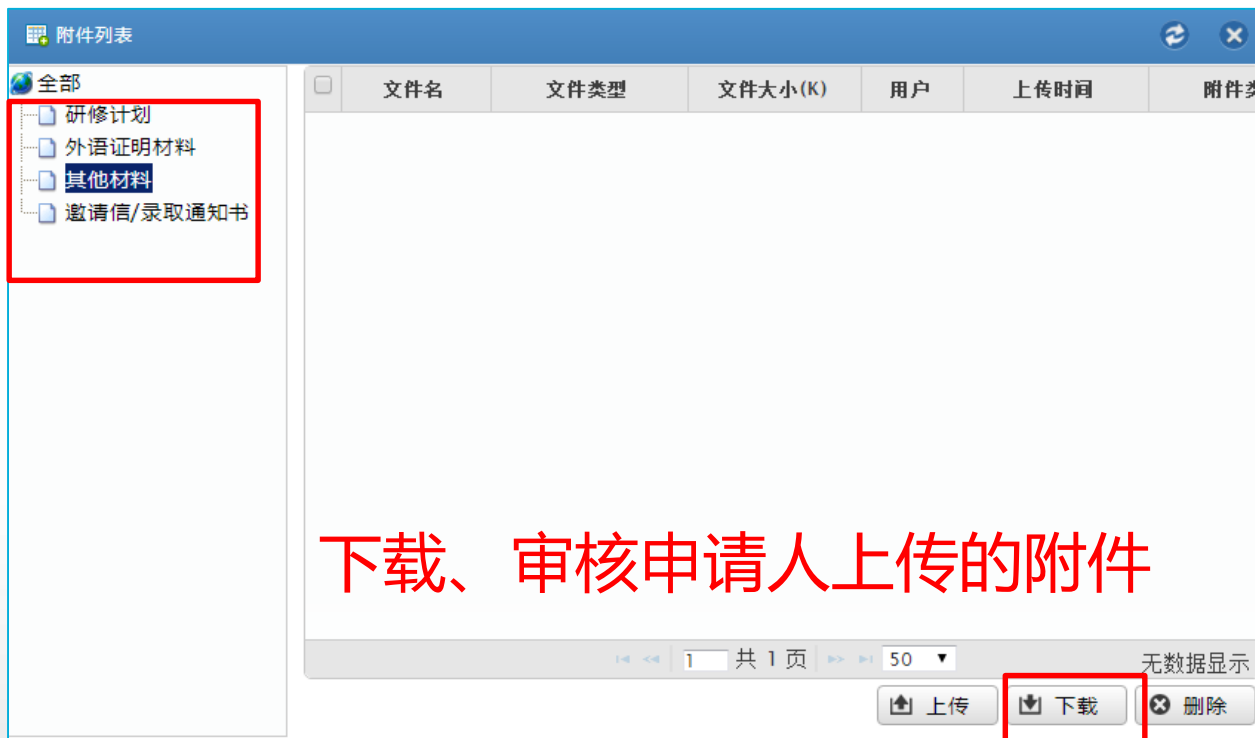 附件列表
全部
研修计划
外语证明材料
其他材料
邀请信/录取通知书
文件名 文件类型 文件大小(K) 用户 上传时间 附件类
下载、审核申请人上传的附件
1 共 1 页 50 无数据显示
上传 下载 删除